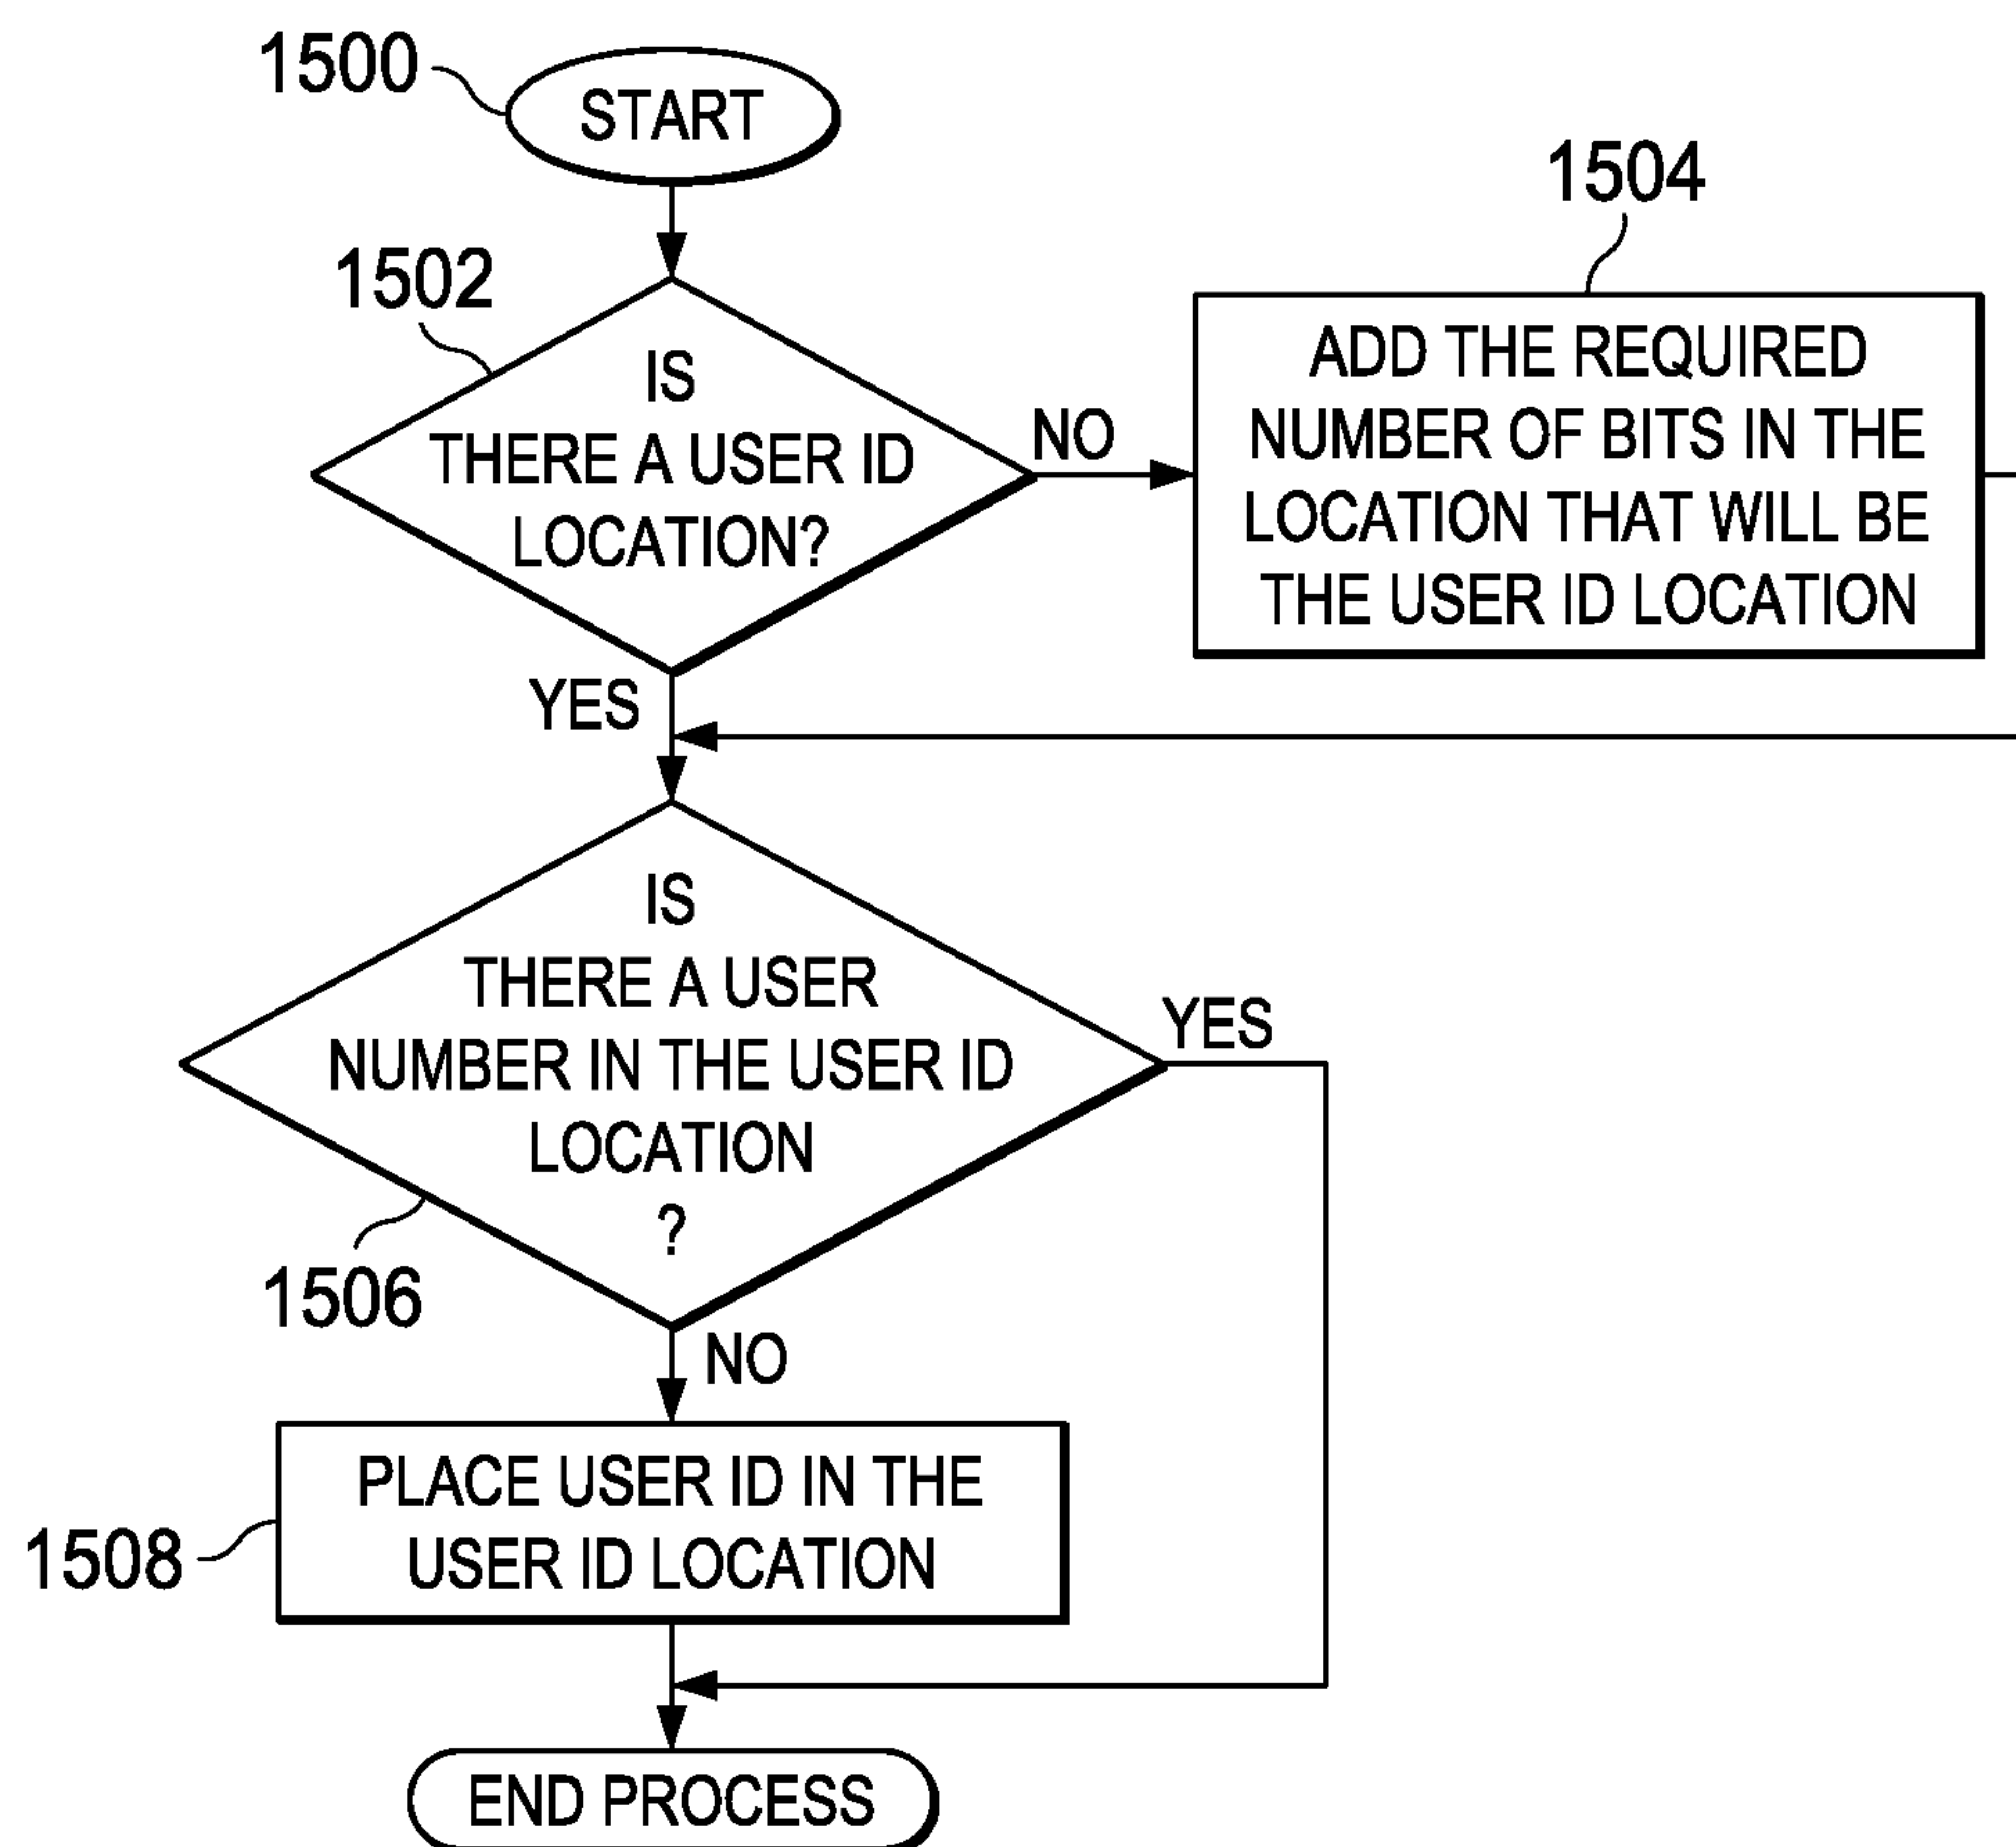 1500
START
1502
IS
THERE A USER ID
LOCATION?
NO
1504
ADD THE REQUIRED
NUMBER OF BITS IN THE
LOCATION THAT WILL BE
THE USER ID LOCATION
YES
IS
THERE A USER
NUMBER IN THE USER ID
LOCATION
?
YES
1506
NO
PLACE USER ID IN THE
USER ID LOCATION
1508
END PROCESS